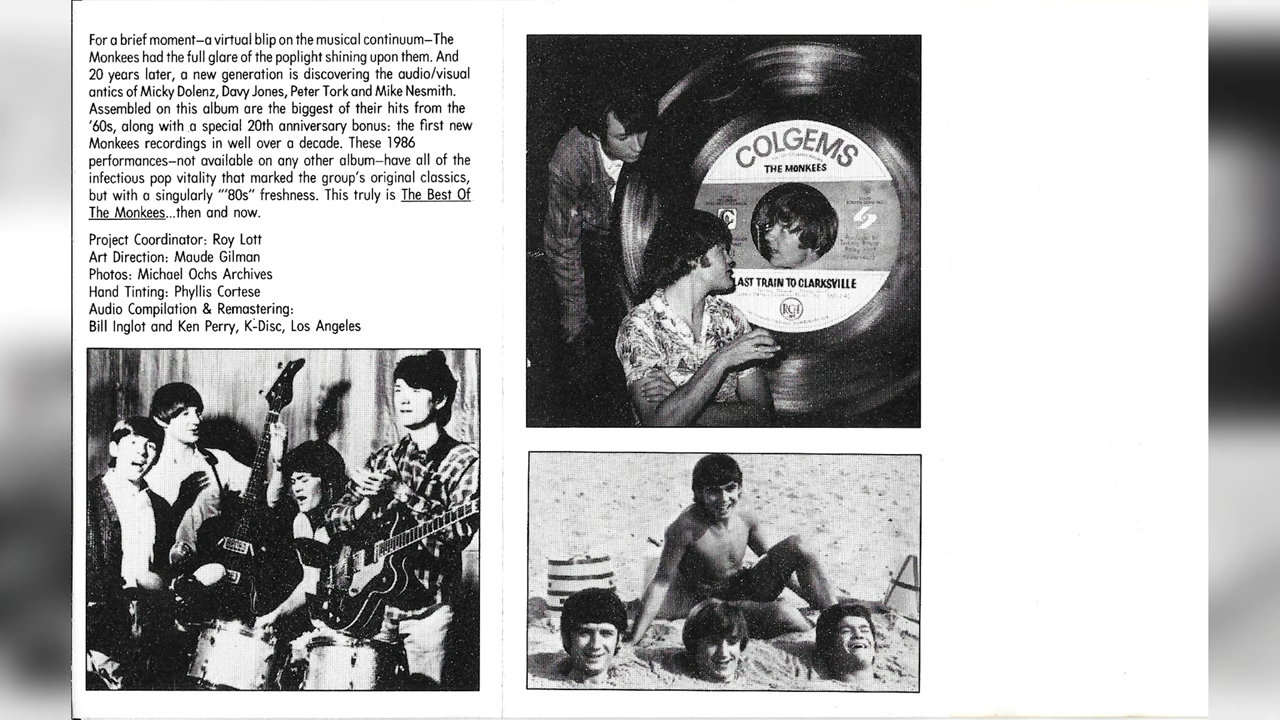 For a brief moment–a virtual blip on the musical continuum–The
Monkees had the full glare of the poplight shining upon them. And
20 years later, a new generation is discovering the audio/visual
antics of Micky Dolenz, Davy Jones, Peter Tork and Mike Nesmith.
Assembled on this album are the biggest of their hits from the
'60s, along with a special 20th anniversary bonus: the first new
Monkees recordings in well over a decade. These 1986
performances–not available on any other album–have all of the
infectious pop vitality that marked the group's original classics,
but with a singularly "'80s" freshness. This truly is The Best Of
The Monkees...then and now.
Project Coordinator: Roy Lott
Art Direction: Maude Gilman
Photos: Michael Ochs Archives
Hand Tinting: Phyllis Cortese
Audio Compilation & Remastering:
Bill Inglot and Ken Perry, K-Disc, Los Angeles
COLGEMS
THE MONKEES
LAST TRAIN TO CLARKSVILLE
RCA